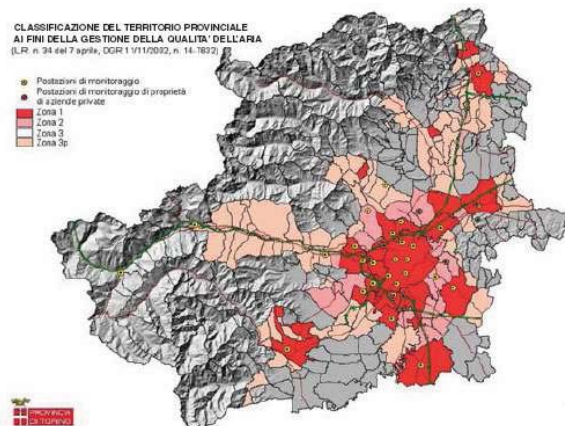 CLASSIFICAZIONE DEL TERRITORIO PROVINCIALE
AI FINI DELLA GESTIONE DELLA QUALITA' DELL'ARIA
(L.R. n. 34 del 7 aprile, DGR 11/11/2002, n. 14-7632)
Postazioni di monitoraggio
Postazioni di monitoraggio di proprietà
di aziende private
Zona 1
Zona 2
Zona 3
Zona 3p
PROVINCIA
DI TORINO